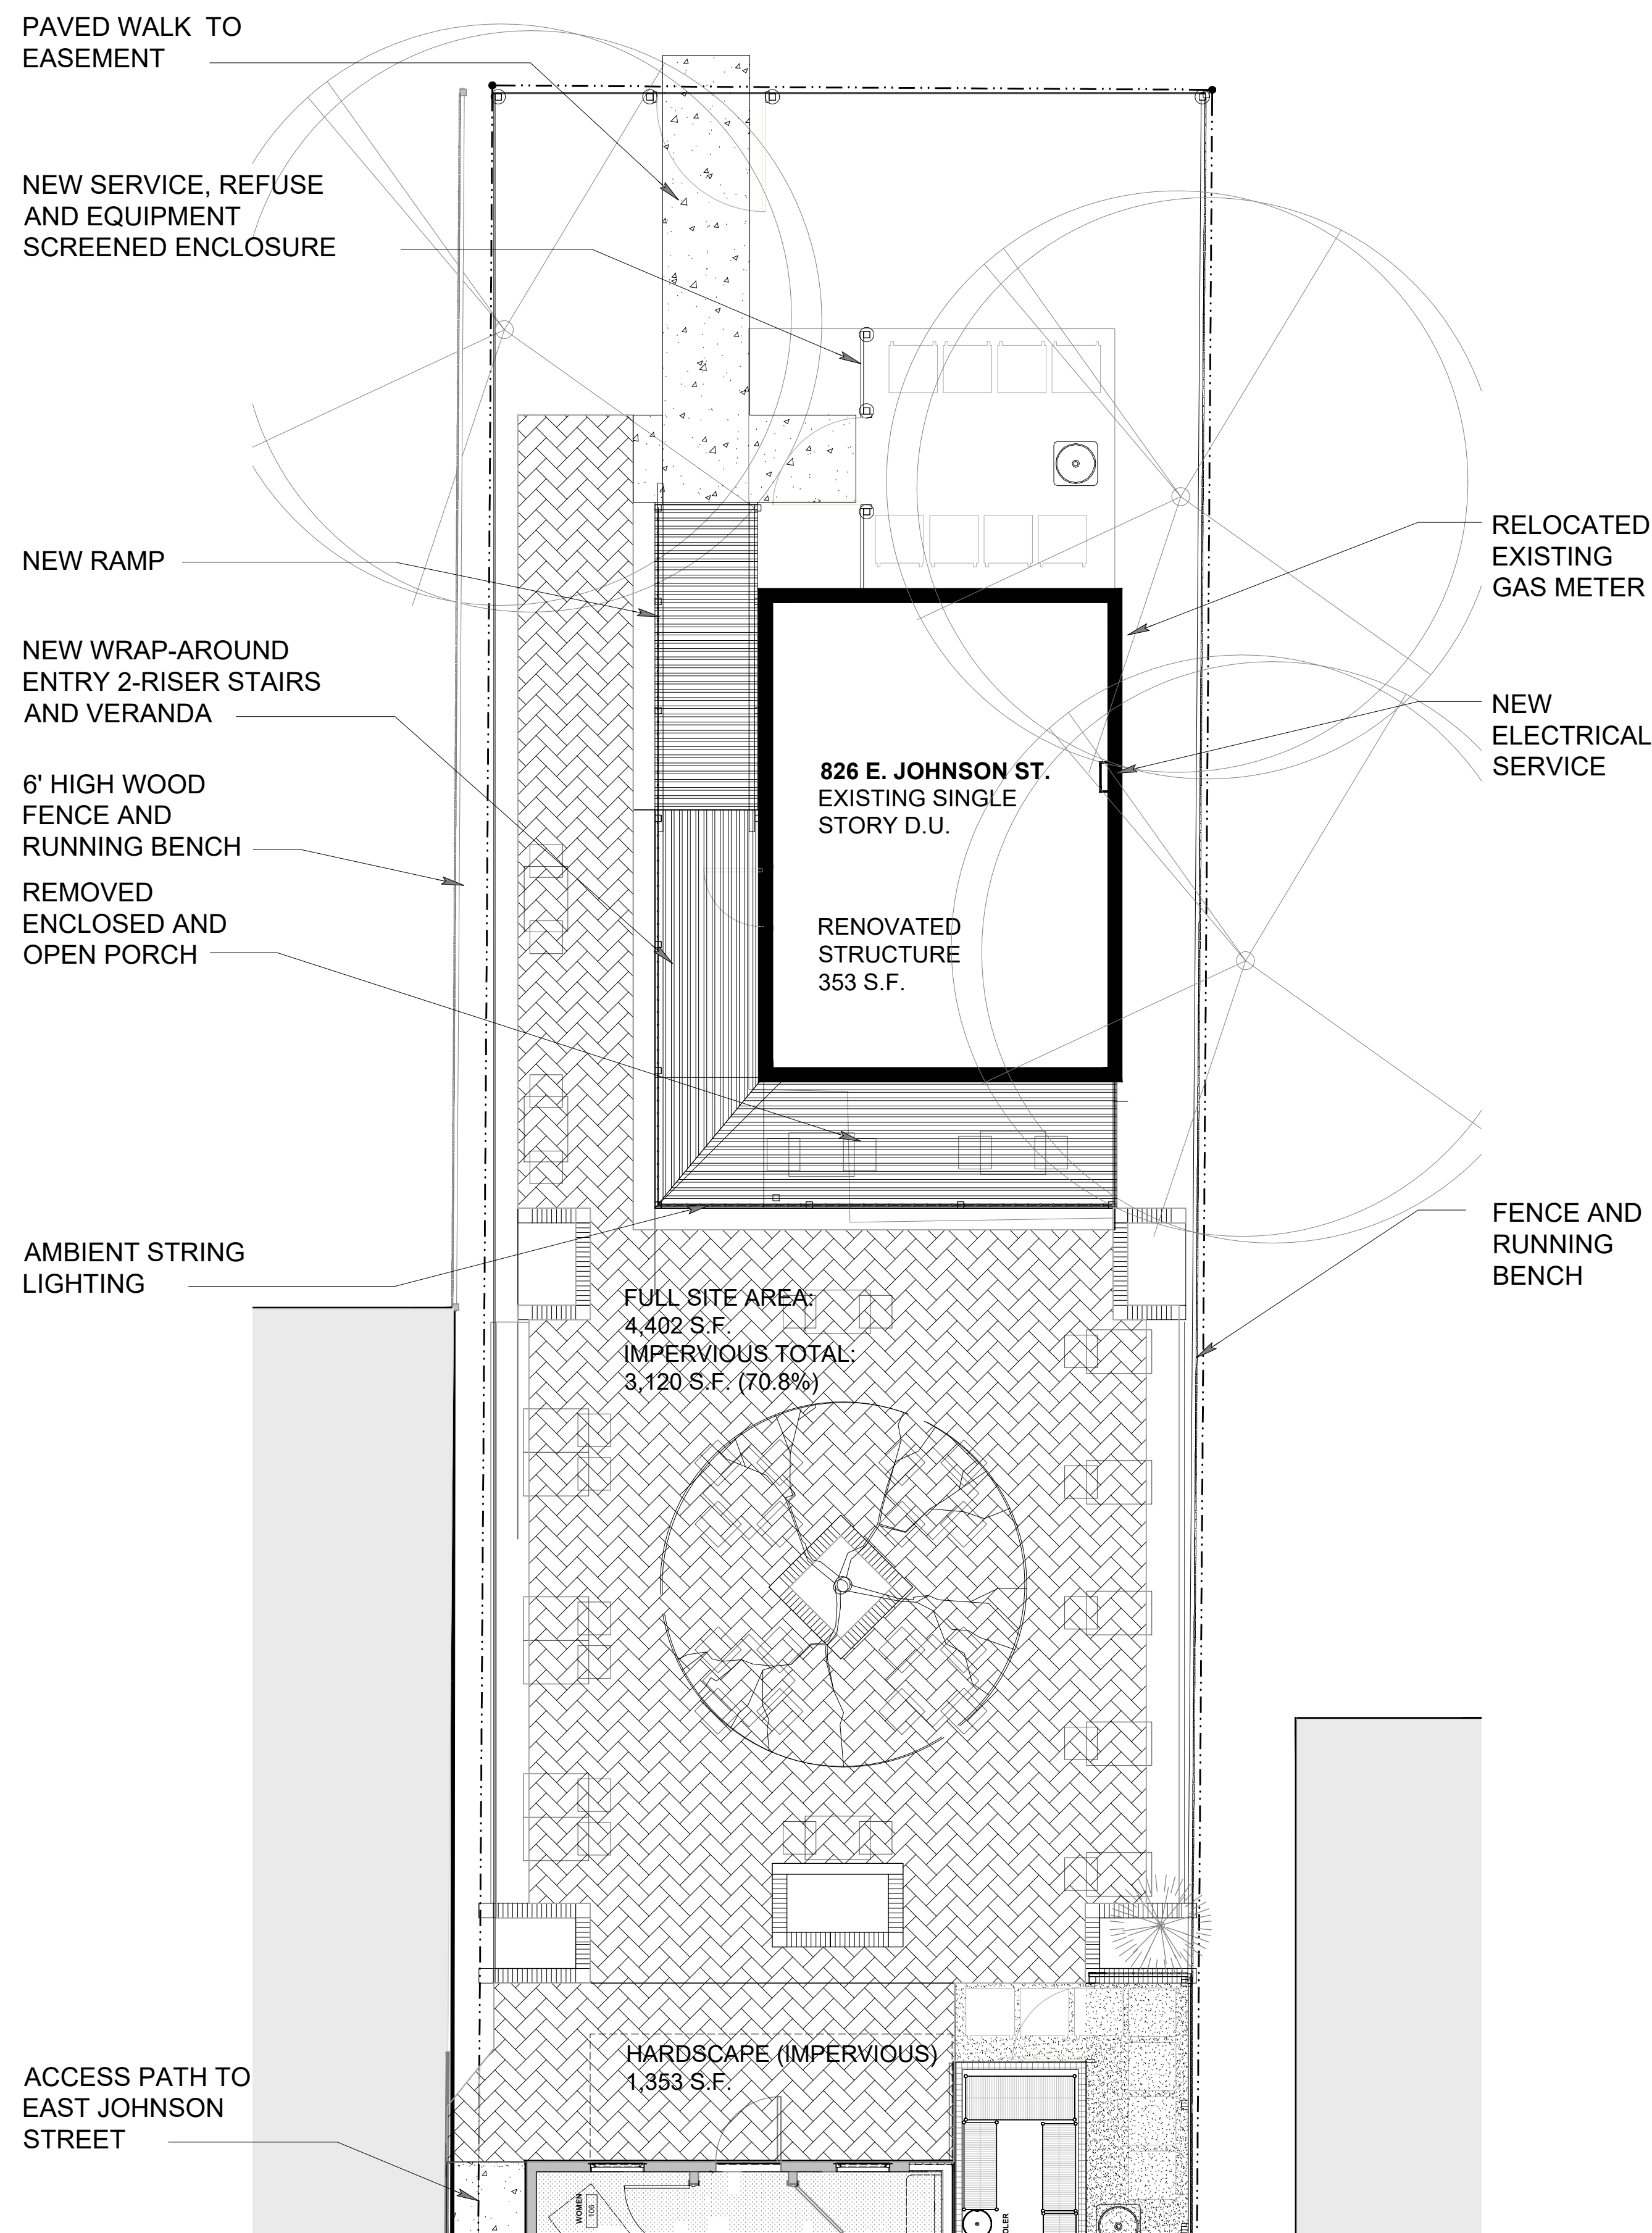 PAVED WALK TO
EASEMENT
NEW SERVICE, REFUSE
AND EQUIPMENT
SCREENED ENCLOSURE
NEW RAMP
NEW WRAP-AROUND
ENTRY 2-RISER STAIRS
AND VERANDA
6' HIGH WOOD
FENCE AND
RUNNING BENCH
REMOVED
ENCLOSED AND
OPEN PORCH
AMBIENT STRING
LIGHTING
ACCESS PATH TO
EAST JOHNSON
STREET
826 E. JOHNSON ST.
EXISTING SINGLE
STORY D.U.
RENOVATED
STRUCTURE
353 S.F.
FULL SITE AREA:
4,402 S.F.
IMPERVIOUS TOTAL:
3,120 S.F. (70.8%)
HARDSCAPE (IMPERVIOUS)
1,353 S.F.
WOMEN
106
RELOCATED
EXISTING
GAS METER
NEW
ELECTRICAL
SERVICE
FENCE AND
RUNNING
BENCH